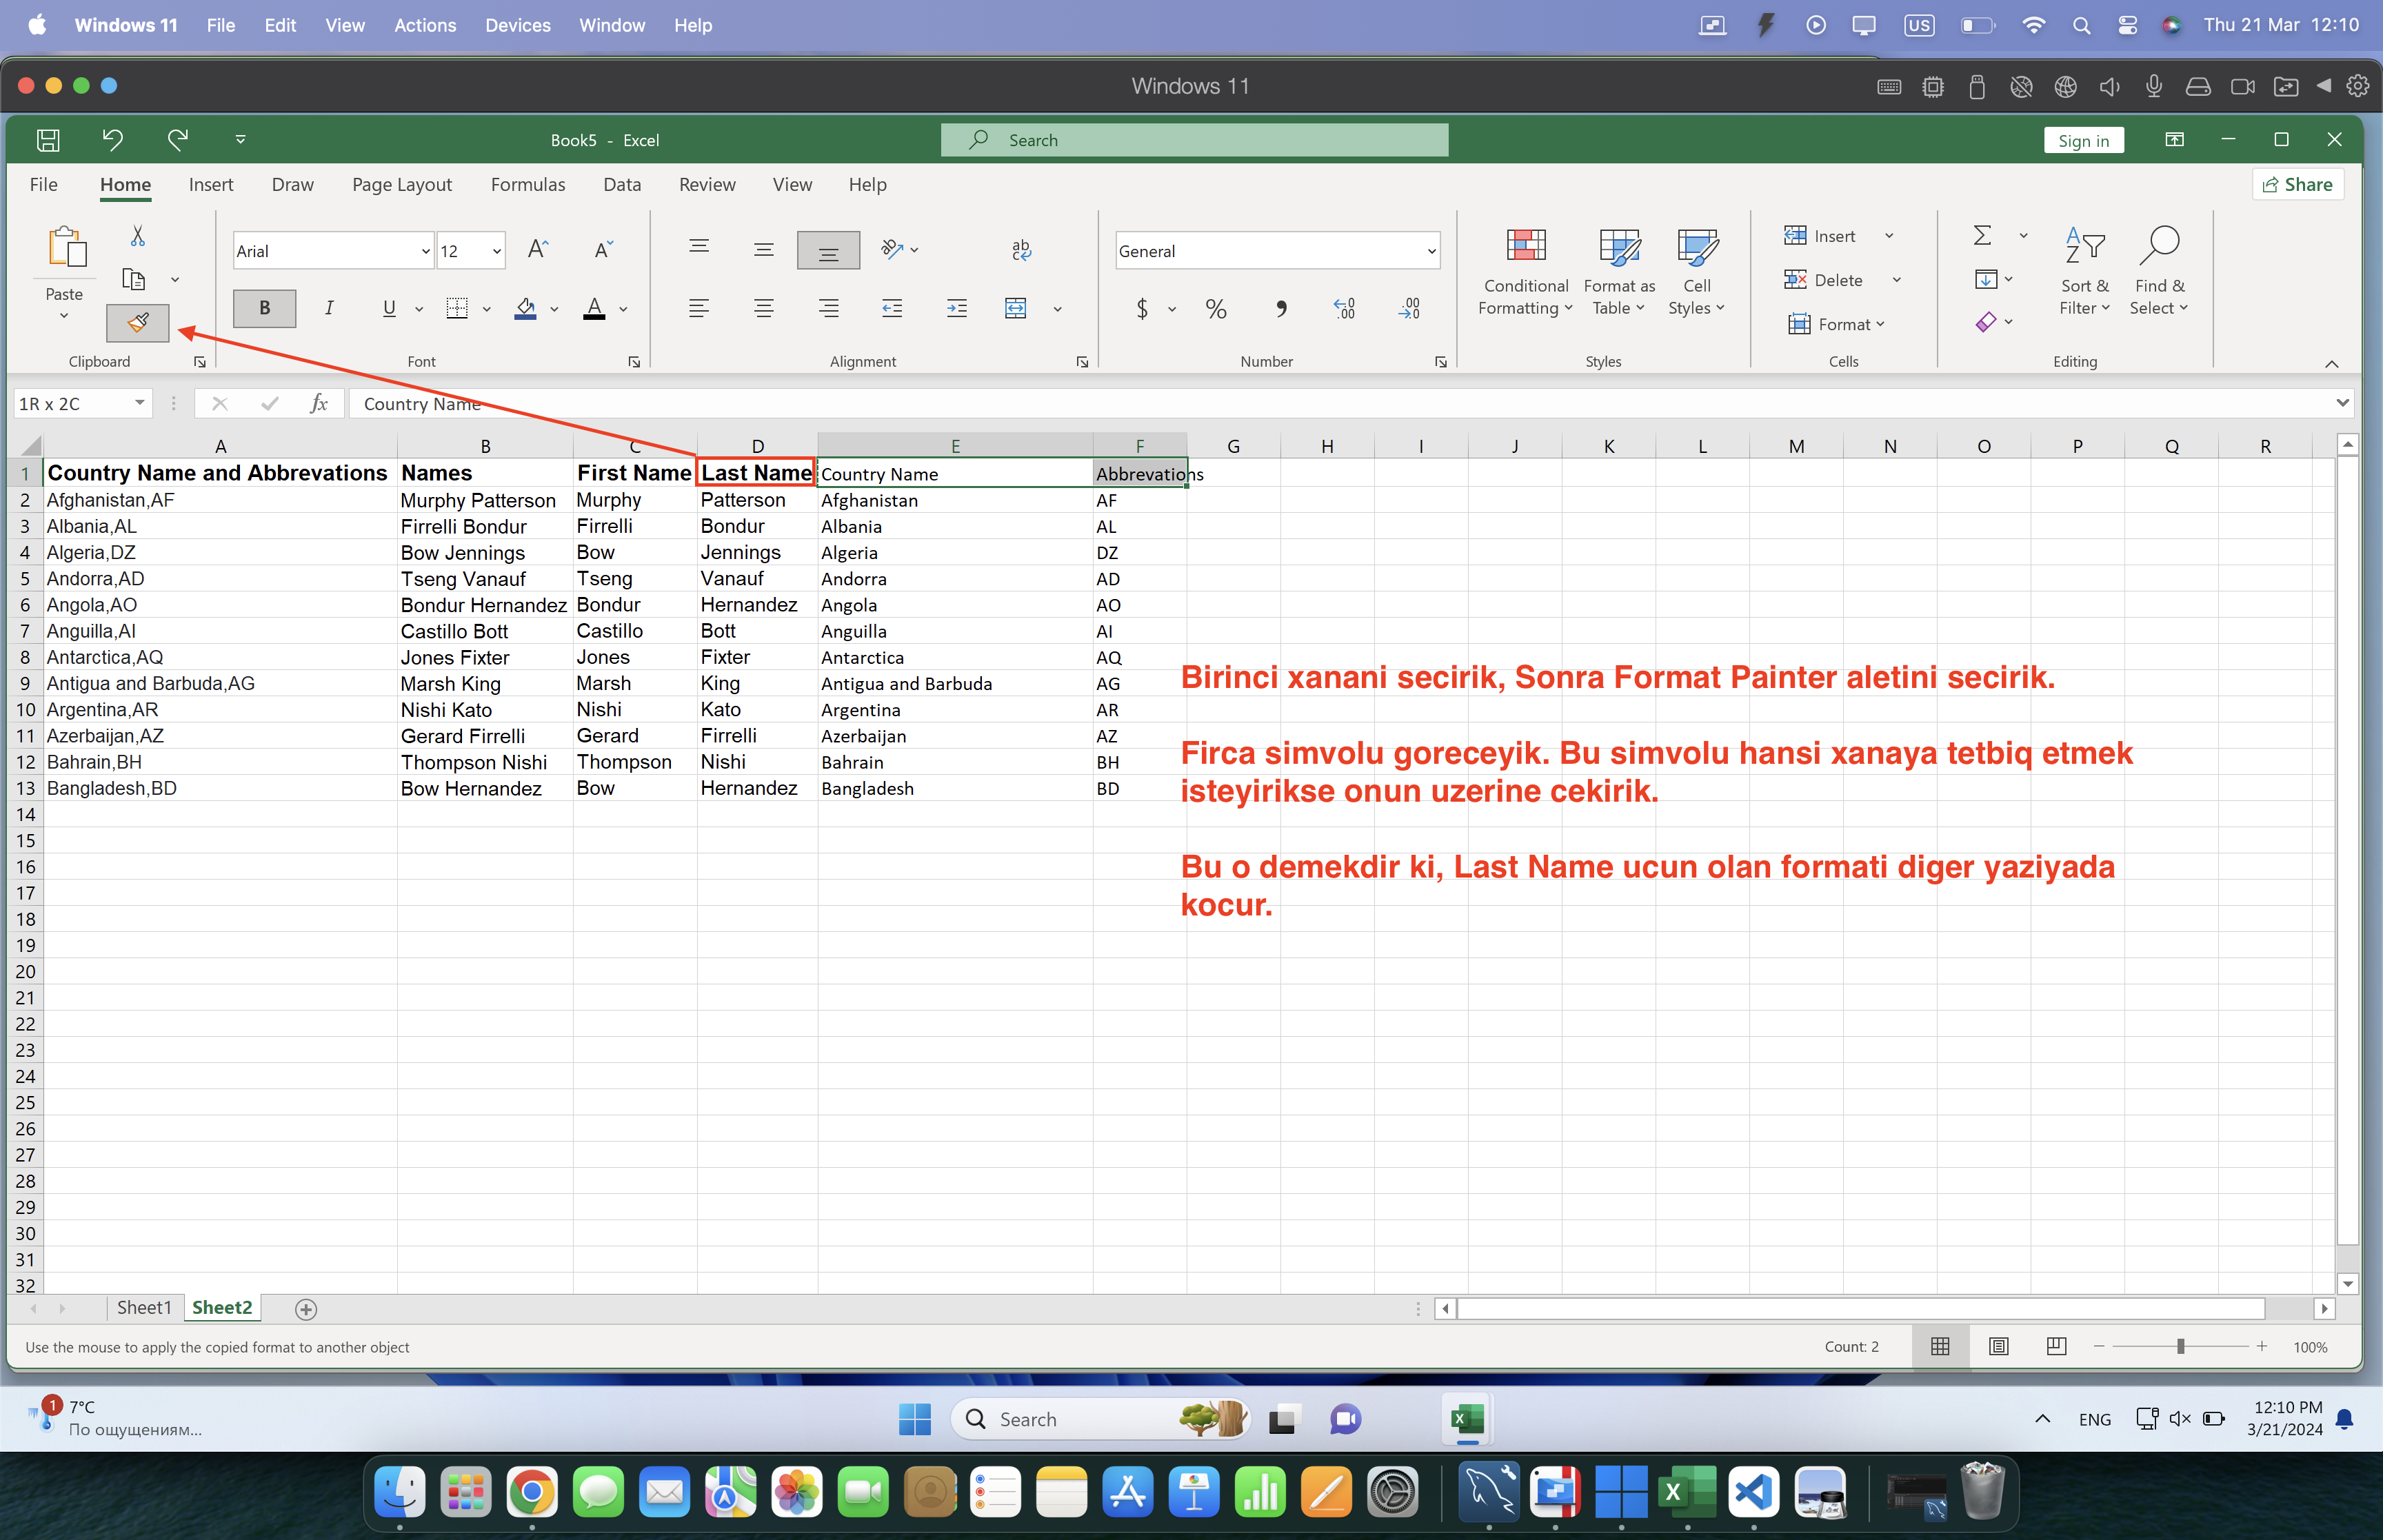 Windows 11 File Edit View Actions Devices Window Help US Thu 21 Mar 12:10
Windows 11
Book5 - Excel Search Sign in
File Home Insert Draw Page Layout Formulas Data Review View Help Share
Paste
Clipboard
Arial 12
B I U A
Font
ab
Alignment
General
$ %
Number
Conditional Formatting
Format as Table
Cell Styles
Styles
Insert
Delete
Format
Cells
Sort & Filter
Find & Select
Editing
1R x 2C fx Country Name
A B C D E F G H I J K L M N O P Q R
1 Country Name and Abbrevations Names First Name Last Name Country Name Abbrevations
2 Afghanistan,AF Murphy Patterson Murphy Patterson Afghanistan AF
3 Albania,AL Firrelli Bondur Firrelli Bondur Albania AL
4 Algeria,DZ Bow Jennings Bow Jennings Algeria DZ
5 Andorra,AD Tseng Vanauf Tseng Vanauf Andorra AD
6 Angola,AO Bondur Hernandez Bondur Hernandez Angola AO
7 Anguilla,AI Castillo Bott Castillo Bott Anguilla AI
8 Antarctica,AQ Jones Fixter Jones Fixter Antarctica AQ
9 Antigua and Barbuda,AG Marsh King Marsh King Antigua and Barbuda AG
10 Argentina,AR Nishi Kato Nishi Kato Argentina AR
11 Azerbaijan,AZ Gerard Firrelli Gerard Firrelli Azerbaijan AZ
12 Bahrain,BH Thompson Nishi Thompson Nishi Bahrain BH
13 Bangladesh,BD Bow Hernandez Bow Hernandez Bangladesh BD
14
15
16
17
18
19
20
21
22
23
24
25
26
27
28
29
30
31
32
Birinci xanani secirik, Sonra Format Painter aletini secirik.
Firca simvolu goreceyik. Bu simvolu hansi xanaya tetbiq etmek
isteyirikse onun uzerine cekirik.
Bu o demekdir ki, Last Name ucun olan formati diger yaziyada
kocur.
Sheet1 Sheet2
Use the mouse to apply the copied format to another object Count: 2 100%
1 7°C
По ощущениям...
Search
ENG
12:10 PM
3/21/2024